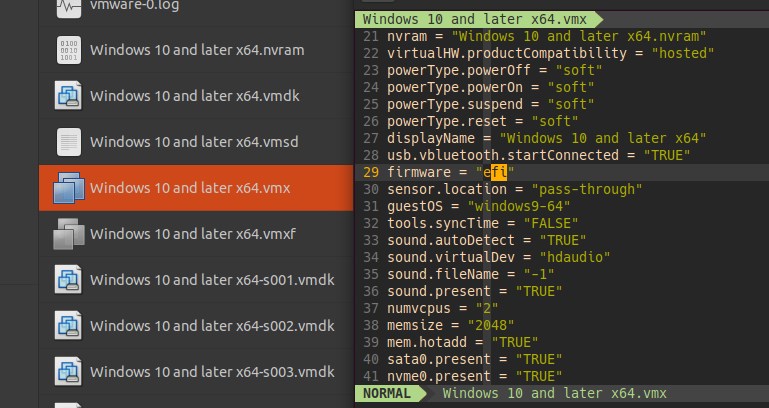 vmware-0.log
Windows 10 and later x64.nvram
Windows 10 and later x64.vmdk
Windows 10 and later x64.vmsd
Windows 10 and later x64.vmx
Windows 10 and later x64.vmxf
Windows 10 and later x64-s001.vmdk
Windows 10 and later x64-s002.vmdk
Windows 10 and later x64-s003.vmdk
Windows 10 and later x64.vmx
21 nvram = "Windows 10 and later x64.nvram"
22 virtualHW.productCompatibility = "hosted"
23 powerType.powerOff = "soft"
24 powerType.powerOn = "soft"
25 powerType.suspend = "soft"
26 powerType.reset = "soft"
27 displayName = "Windows 10 and later x64"
28 usb.vbluetooth.startConnected = "TRUE"
29 firmware = "efi"
30 sensor.location = "pass-through"
31 guestOS = "windows9-64"
32 tools.syncTime = "FALSE"
33 sound.autoDetect = "TRUE"
34 sound.virtualDev = "hdaudio"
35 sound.fileName = "-1"
36 sound.present = "TRUE"
37 numvcpus = "2"
38 memsize = "2048"
39 mem.hotadd = "TRUE"
40 sata0.present = "TRUE"
41 nvme0.present = "TRUE"
NORMAL Windows 10 and later x64.vmx